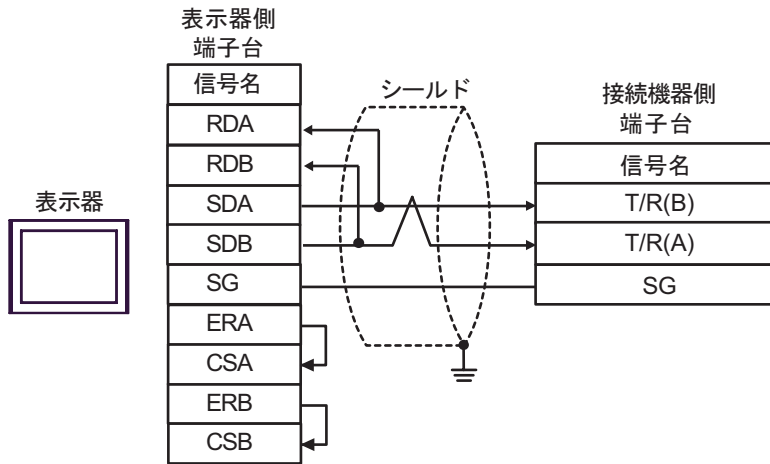 表示器側
端子台
信号名
RDA
RDB
SDA
SDB
SG
ERA
CSA
ERB
CSB
表示器
シールド
接続機器側
端子台
信号名
T/R(B)
T/R(A)
SG